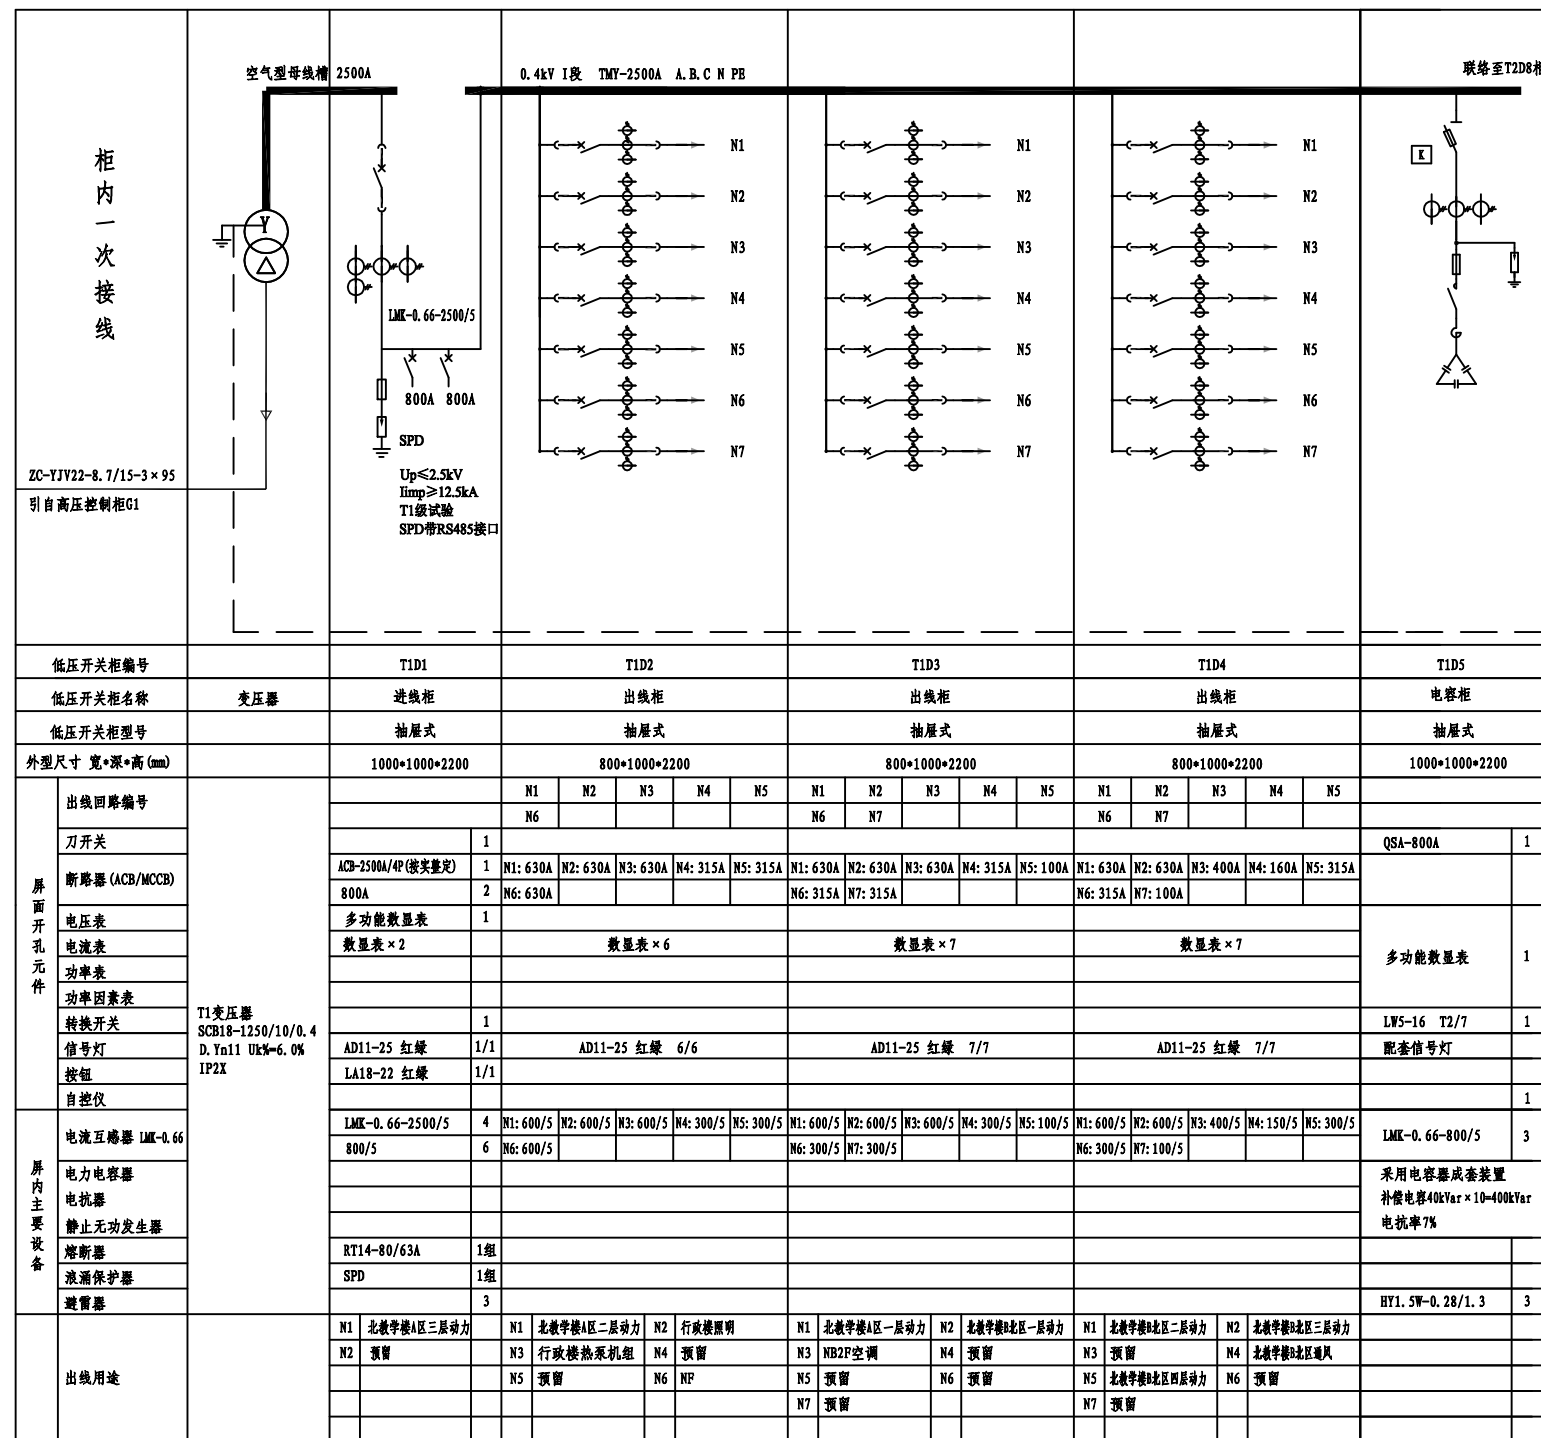 空气型母线槽 2500A
0.4kV I段 TMY-2500A A.B.C N PE
联络至T2D8柜
柜内一次接线
Y
K
N1 N1 N1
N2 N2 N2
N3 N3 N3
N4 N4 N4
LMK-0.66-2500/5
N5 N5 N5
800A 800A
N6 N6 N6
SPD
N7 N7 N7
ZC-YJV22-8.7/15-3×95
引自高压控制柜G1
Up≤2.5kV
Iimp≥12.5kA
T1级试验
SPD带RS485接口
低压开关柜编号 T1D1 T1D2 T1D3 T1D4 T1D5
低压开关柜名称 变压器 进线柜 出线柜 出线柜 出线柜 电容柜
低压开关柜型号 抽屉式 抽屉式 抽屉式 抽屉式 抽屉式
外型尺寸 宽*深*高(mm) 1000*1000*2200 800*1000*2200 800*1000*2200 800*1000*2200 1000*1000*2200
屏面开孔元件
出线回路编号 N1 N2 N3 N4 N5 N1 N2 N3 N4 N5 N1 N2 N3 N4 N5
N6 N6 N7 N6 N7
刀开关 1 QSA-800A 1
断路器(ACB/MCCB) ACB-2500A/4P(按实整定) 1 N1:630A N2:630A N3:630A N4:315A N5:315A N1:630A N2:630A N3:630A N4:315A N5:100A N1:630A N2:630A N3:400A N4:160A N5:315A
800A 2 N6:630A N6:315A N7:315A N6:315A N7:100A
电压表 多功能数显表 1
电流表 数显表×2 数显表×6 数显表×7 数显表×7 多功能数显表 1
功率表
功率因素表
T1变压器
SCB18-1250/10/0.4
D.Yn11 Uk%=6.0%
IP2X
转换开关 1 LW5-16 T2/7 1
信号灯 AD11-25 红绿 1/1 AD11-25 红绿 6/6 AD11-25 红绿 7/7 AD11-25 红绿 7/7 配套信号灯
按钮 LA18-22 红绿 1/1
自控仪 1
屏内主要设备
电流互感器 LMK-0.66 LMK-0.66-2500/5 4 N1:600/5 N2:600/5 N3:600/5 N4:300/5 N5:300/5 N1:600/5 N2:600/5 N3:600/5 N4:300/5 N5:100/5 N1:600/5 N2:600/5 N3:400/5 N4:150/5 N5:300/5 LMK-0.66-800/5 3
800/5 6 N6:600/5 N6:300/5 N7:300/5 N6:300/5 N7:100/5
电力电容器 采用电容器成套装置
电抗器 补偿电容40kVar×10=400kVar
静止无功发生器 电抗率7%
熔断器 RT14-80/63A 1组
浪涌保护器 SPD 1组
避雷器 3 HY1.5W-0.28/1.3 3
出线用途
N1 北教学楼A区三层动力 N1 北教学楼A区二层动力 N2 行政楼照明 N1 北教学楼A区一层动力 N2 北教学楼B北区一层动力 N1 北教学楼B北区二层动力 N2 北教学楼B北区三层动力
N2 预留 N3 行政楼热泵机组 N4 预留 N3 NB2F空调 N4 预留 N3 预留 N4 北教学楼B北区通风
N5 预留 N6 NF N5 预留 N6 预留 N5 北教学楼B北区四层动力 N6 预留
N7 预留 N7 预留